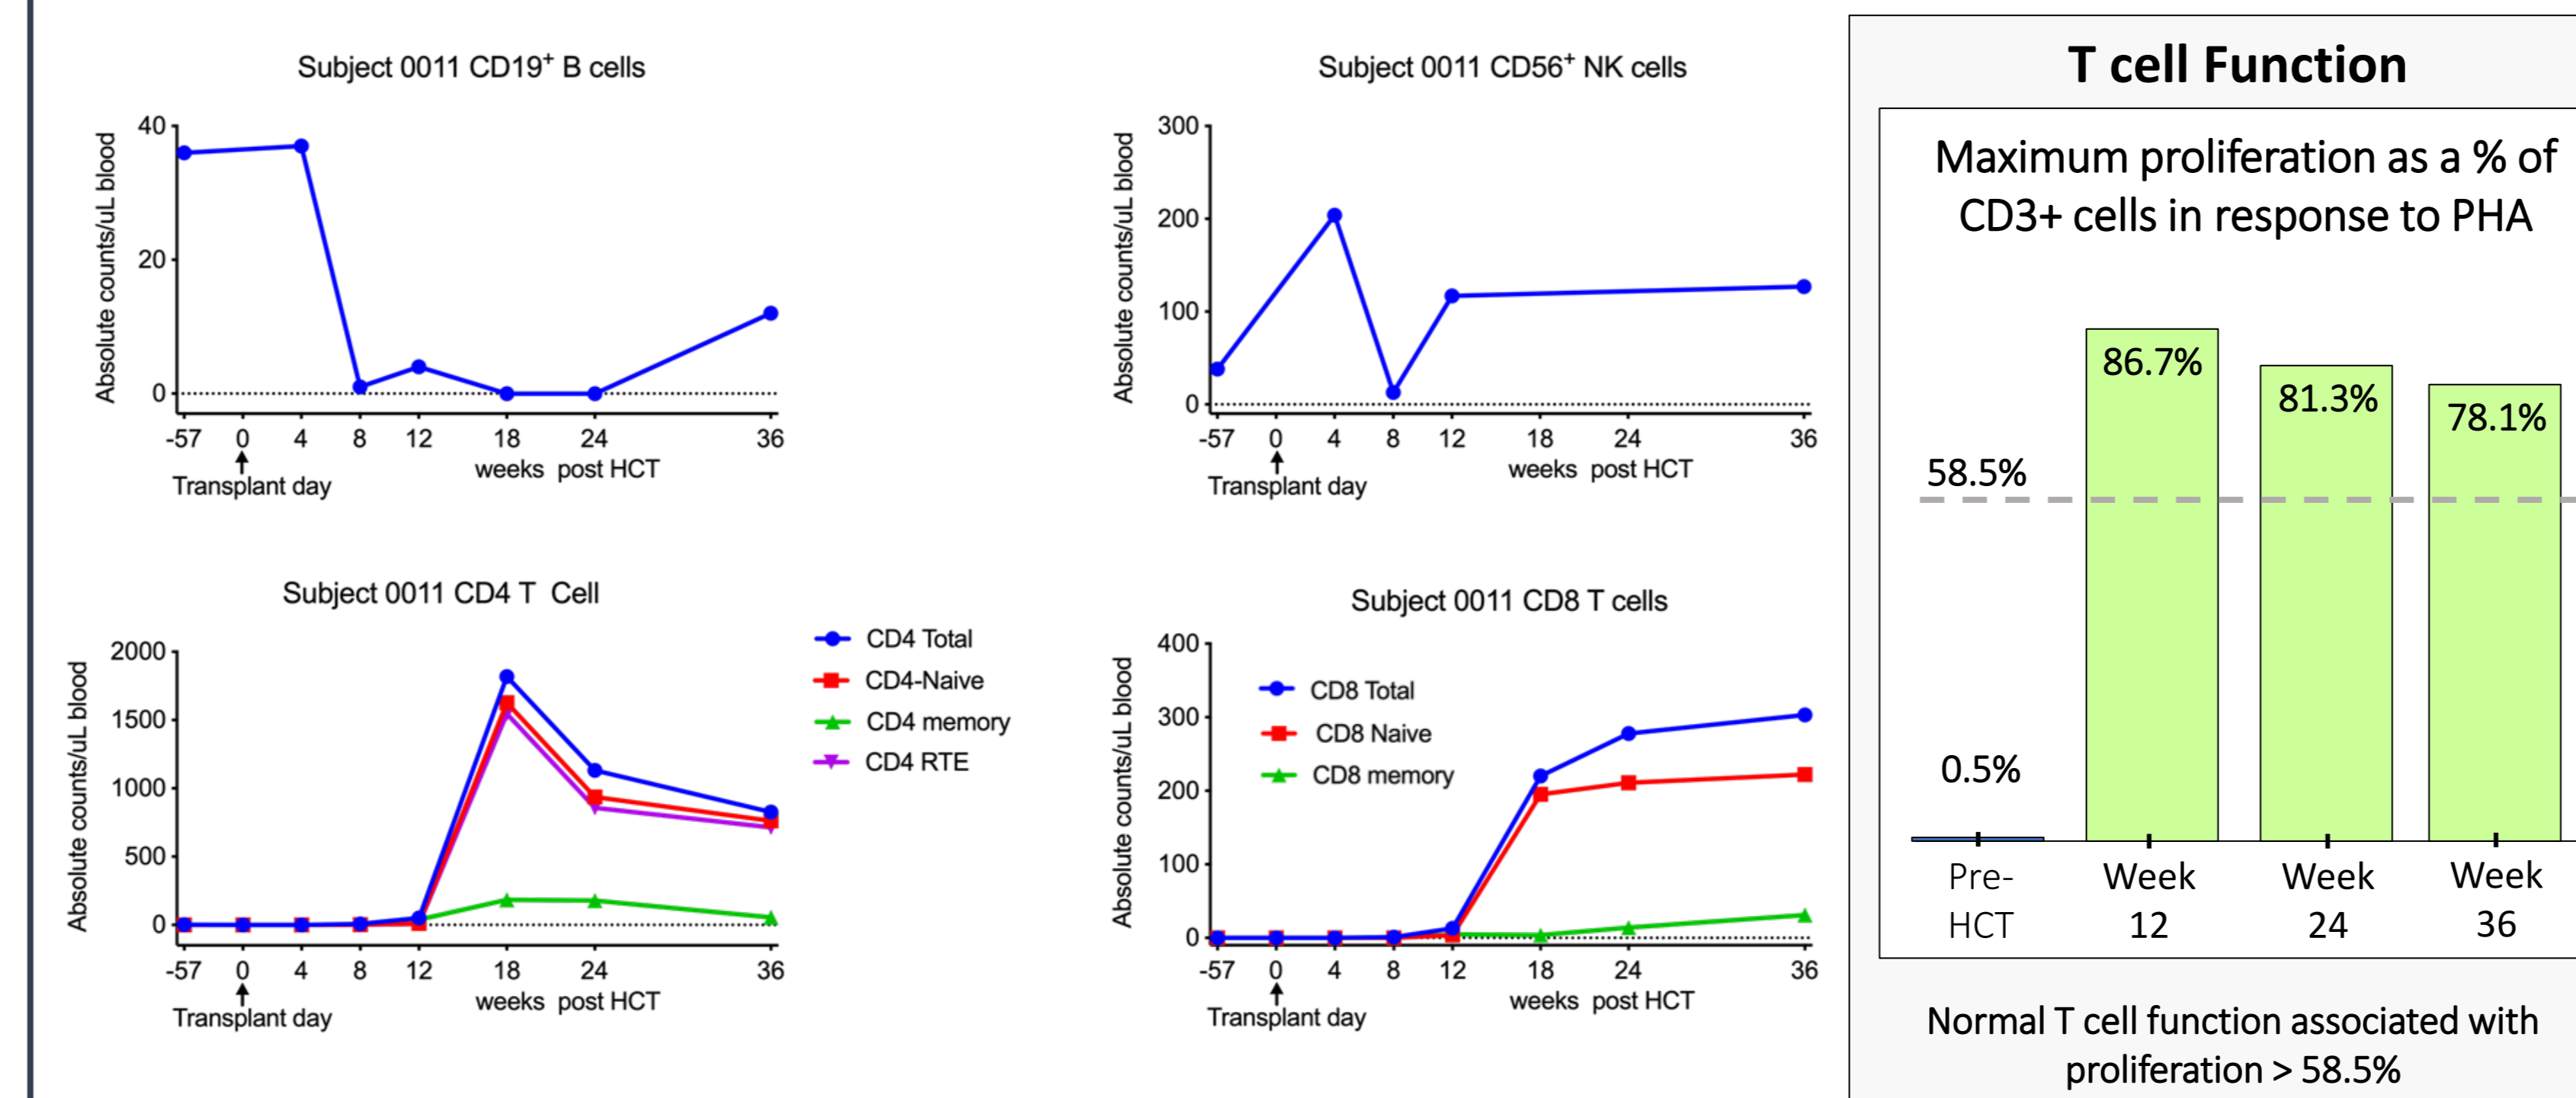 Subject 0011 CD19+ B cells
Absolute counts/uL blood
40
20
0
-57 0 4 8 12 18 24 36
weeks post HCT
Transplant day
Subject 0011 CD56+ NK cells
Absolute counts/uL blood
300
200
100
0
-57 0 4 8 12 18 24 36
weeks post HCT
Transplant day
Subject 0011 CD4 T Cell
Absolute counts/uL blood
2000
1500
1000
500
0
-57 0 4 8 12 18 24 36
weeks post HCT
Transplant day
CD4 Total
CD4-Naive
CD4 memory
CD4 RTE
Subject 0011 CD8 T cells
Absolute counts/uL blood
400
300
200
100
0
CD8 Total
CD8 Naive
CD8 memory
-57 0 4 8 12 18 24 36
weeks post HCT
Transplant day
T cell Function
Maximum proliferation as a % of
CD3+ cells in response to PHA
86.7%
81.3%
78.1%
58.5%
0.5%
Pre- Week Week Week
HCT 12 24 36
Normal T cell function associated with
proliferation > 58.5%